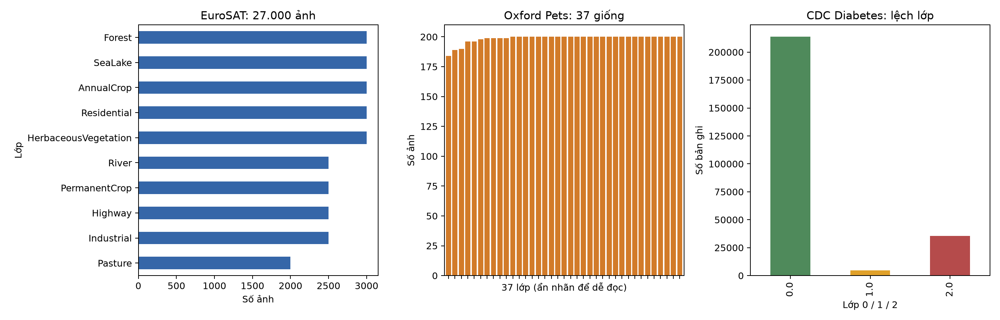 EuroSAT: 27.000 ảnh
Lớp
Forest
SeaLake
AnnualCrop
Residential
HerbaceousVegetation
River
PermanentCrop
Highway
Industrial
Pasture
0 500 1000 1500 2000 2500 3000
Số ảnh
Oxford Pets: 37 giống
Số ảnh
200
175
150
125
100
75
50
25
0
37 lớp (ẩn nhãn để dễ đọc)
CDC Diabetes: lệch lớp
Số bản ghi
200000
175000
150000
125000
100000
75000
50000
25000
0
0.0 1.0 2.0
Lớp 0 / 1 / 2